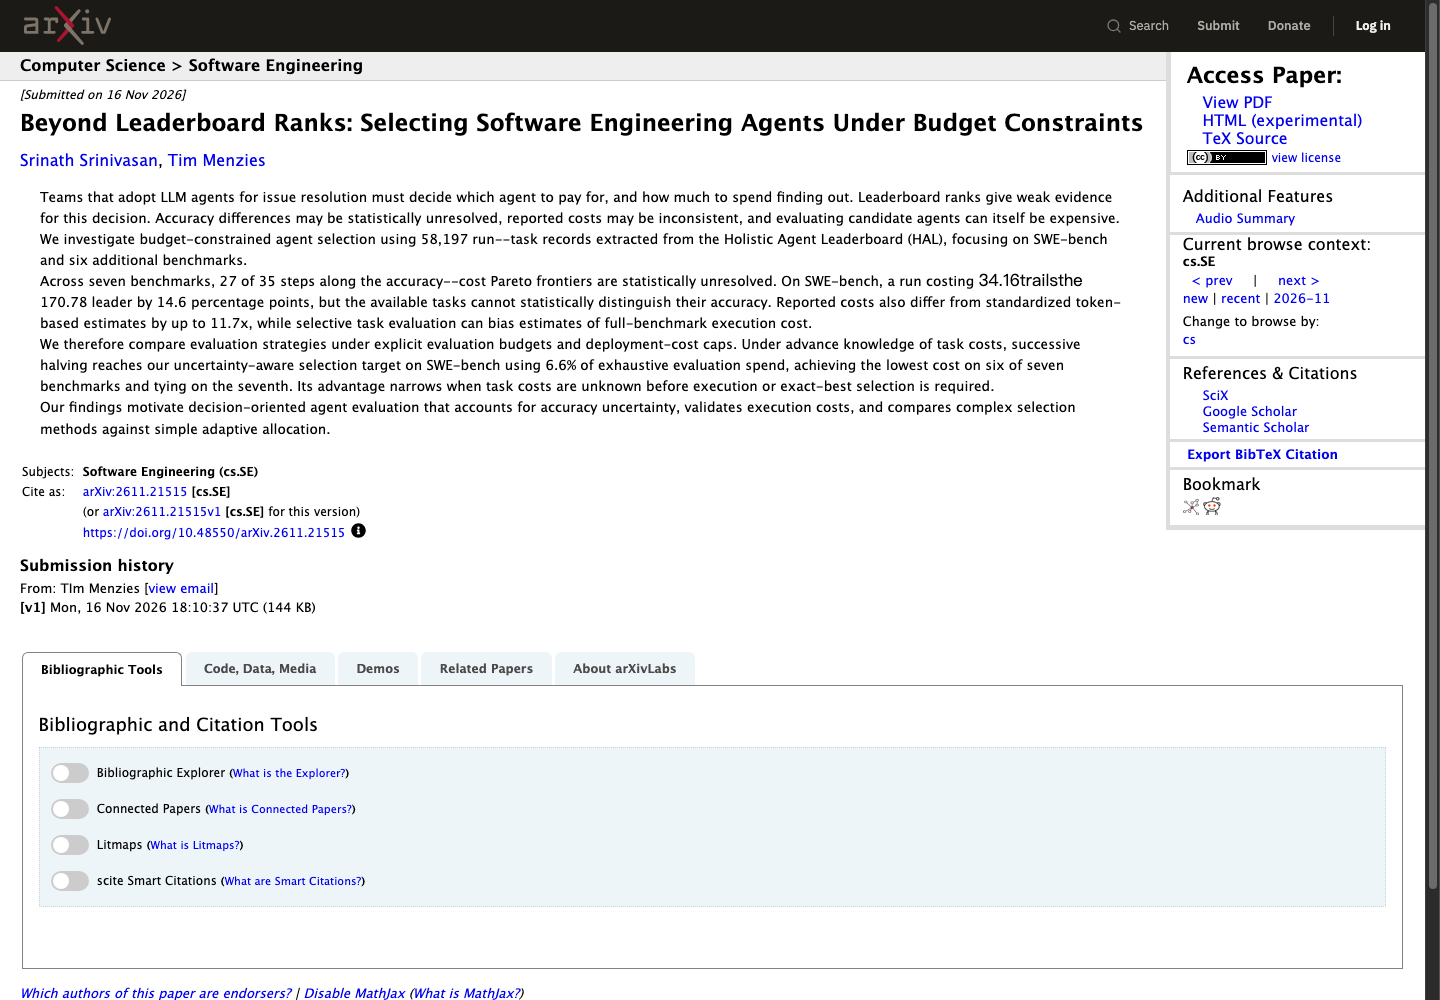 arXiv
Search
Submit
Donate
Log in
Computer Science > Software Engineering
[Submitted on 16 Nov 2026]
Beyond Leaderboard Ranks: Selecting Software Engineering Agents Under Budget Constraints
Srinath Srinivasan, Tim Menzies
Teams that adopt LLM agents for issue resolution must decide which agent to pay for, and how much to spend finding out. Leaderboard ranks give weak evidence
for this decision. Accuracy differences may be statistically unresolved, reported costs may be inconsistent, and evaluating candidate agents can itself be expensive.
We investigate budget-constrained agent selection using 58,197 run--task records extracted from the Holistic Agent Leaderboard (HAL), focusing on SWE-bench
and six additional benchmarks.
Across seven benchmarks, 27 of 35 steps along the accuracy--cost Pareto frontiers are statistically unresolved. On SWE-bench, a run costing 34.16trailsthe
170.78 leader by 14.6 percentage points, but the available tasks cannot statistically distinguish their accuracy. Reported costs also differ from standardized token-
based estimates by up to 11.7x, while selective task evaluation can bias estimates of full-benchmark execution cost.
We therefore compare evaluation strategies under explicit evaluation budgets and deployment-cost caps. Under advance knowledge of task costs, successive
halving reaches our uncertainty-aware selection target on SWE-bench using 6.6% of exhaustive evaluation spend, achieving the lowest cost on six of seven
benchmarks and tying on the seventh. Its advantage narrows when task costs are unknown before execution or exact-best selection is required.
Our findings motivate decision-oriented agent evaluation that accounts for accuracy uncertainty, validates execution costs, and compares complex selection
methods against simple adaptive allocation.
Subjects: Software Engineering (cs.SE)
Cite as: arXiv:2611.21515 [cs.SE]
(or arXiv:2611.21515v1 [cs.SE] for this version)
https://doi.org/10.48550/arXiv.2611.21515
Submission history
From: TIm Menzies [view email]
[v1] Mon, 16 Nov 2026 18:10:37 UTC (144 KB)
Access Paper:
View PDF
HTML (experimental)
TeX Source
(cc) BY view license
Additional Features
Audio Summary
Current browse context:
cs.SE
< prev | next >
new | recent | 2026-11
Change to browse by:
cs
References & Citations
SciX
Google Scholar
Semantic Scholar
Export BibTeX Citation
Bookmark
Bibliographic Tools
Code, Data, Media
Demos
Related Papers
About arXivLabs
Bibliographic and Citation Tools
Bibliographic Explorer (What is the Explorer?)
Connected Papers (What is Connected Papers?)
Litmaps (What is Litmaps?)
scite Smart Citations (What are Smart Citations?)
Which authors of this paper are endorsers? | Disable MathJax (What is MathJax?)